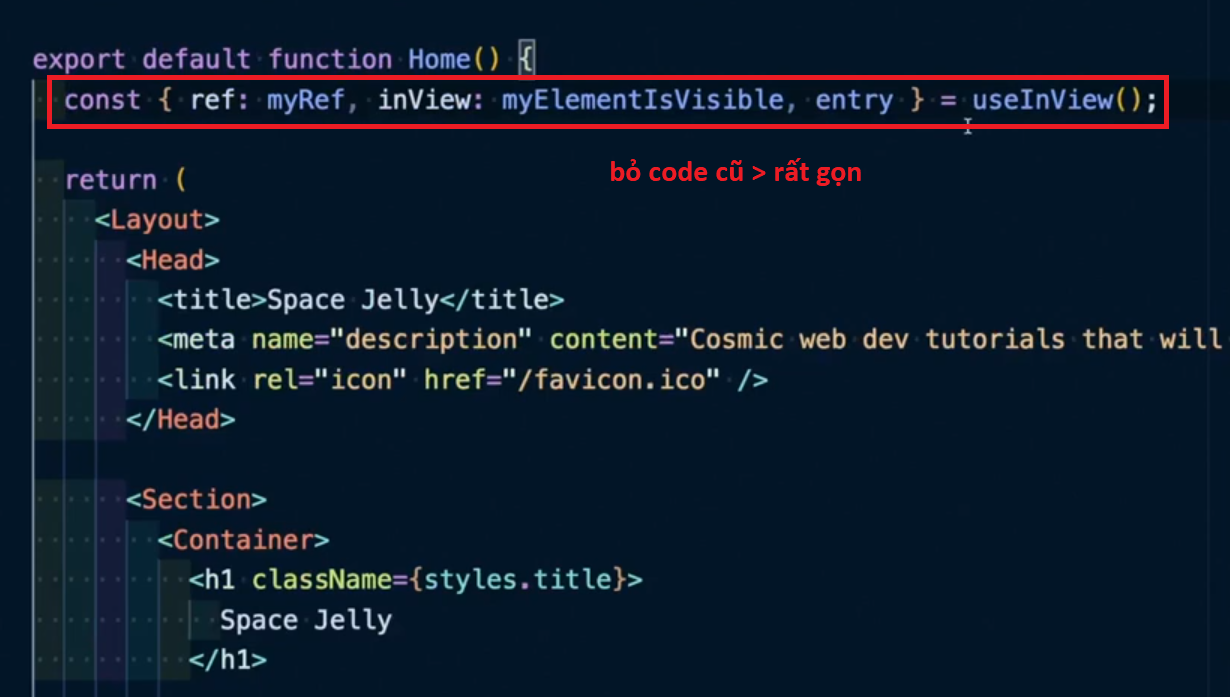 export default function Home() {
const { ref: myRef, inView: myElementIsVisible, entry } = useInView();
bỏ code cũ > rất gọn
return (
<Layout>
<Head>
<title>Space Jelly</title>
<meta name="description" content="Cosmic web dev tutorials that will
<link rel="icon" href="/favicon.ico" />
</Head>
<Section>
<Container>
<h1 className={styles.title}>
Space Jelly
</h1>